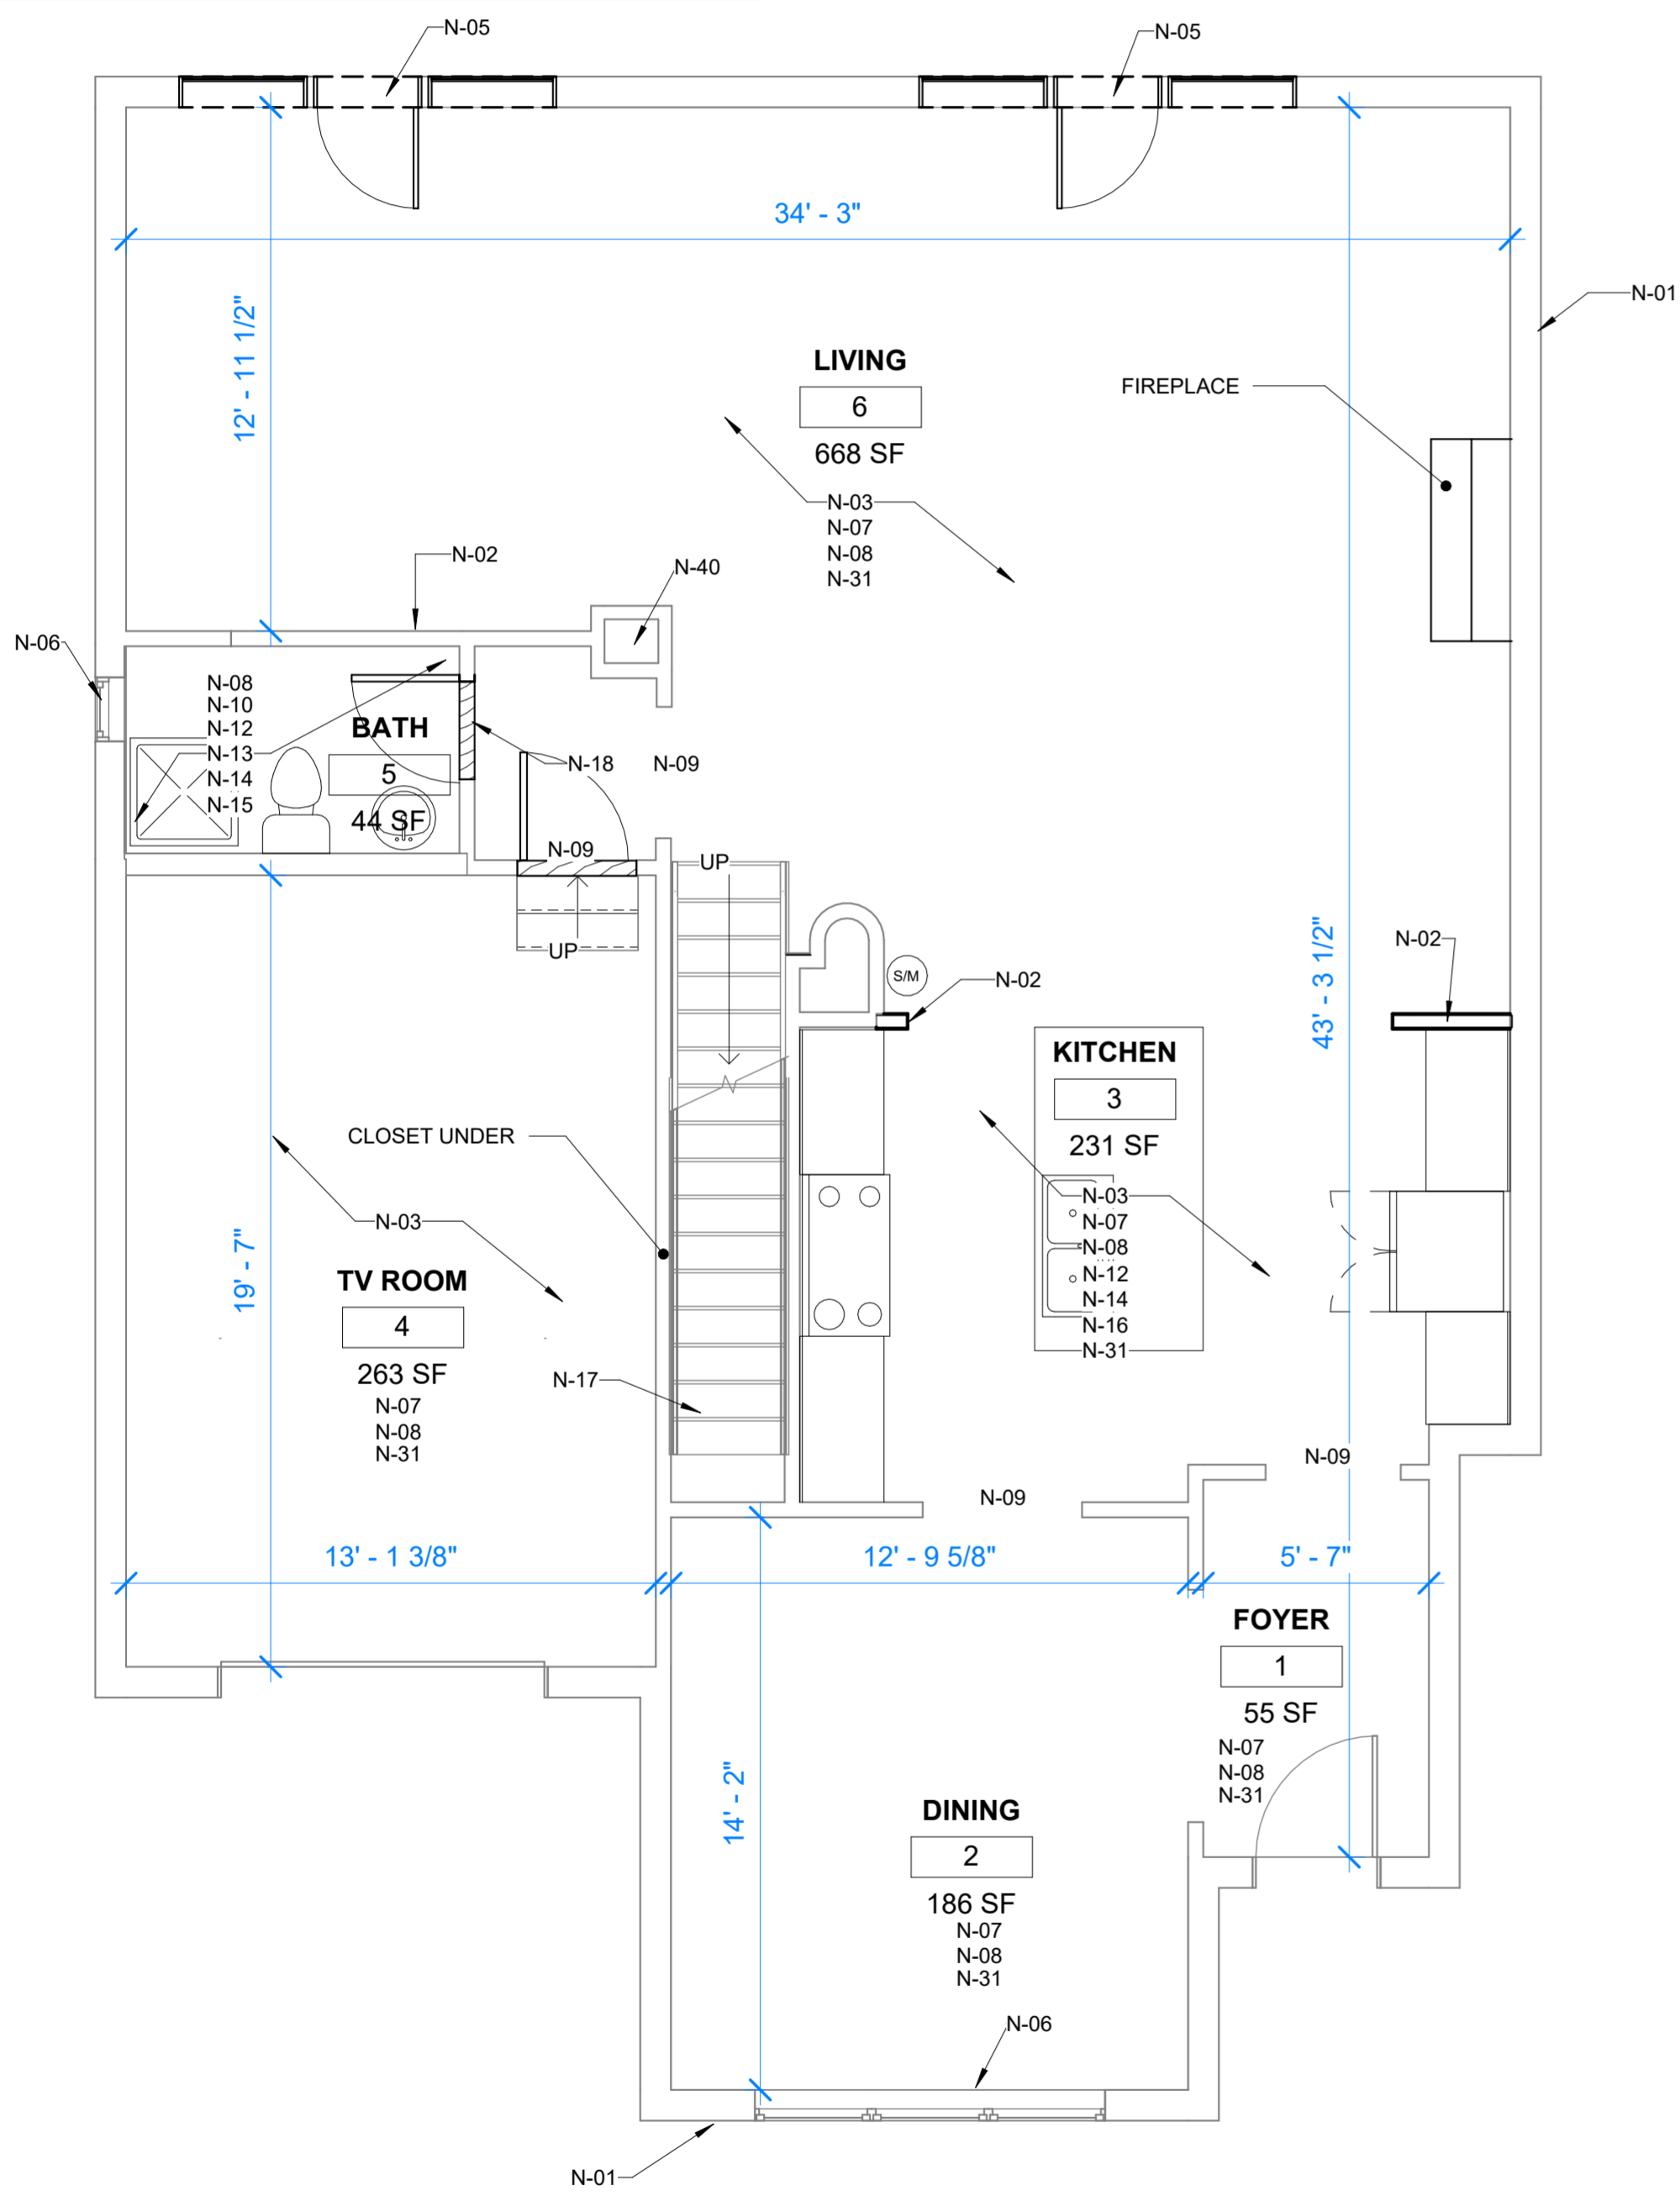 N-05
N-05
34' - 3"
N-01
12' - 11 1/2"
LIVING
6
668 SF
FIREPLACE
N-03
N-07
N-08
N-31
N-02
N-40
N-06
N-08
N-10
N-12
N-13
N-14
N-15
BATH
5
44 SF
N-18
N-09
N-09
UP
UP
S/M
N-02
N-02
43' - 3 1/2"
KITCHEN
3
231 SF
N-03
N-07
N-08
N-12
N-14
N-16
N-31
CLOSET UNDER
N-03
19' - 7"
TV ROOM
4
263 SF
N-07
N-08
N-31
N-17
N-09
N-09
13' - 1 3/8"
12' - 9 5/8"
5' - 7"
FOYER
1
55 SF
N-07
N-08
N-31
14' - 2"
DINING
2
186 SF
N-07
N-08
N-31
N-06
N-01